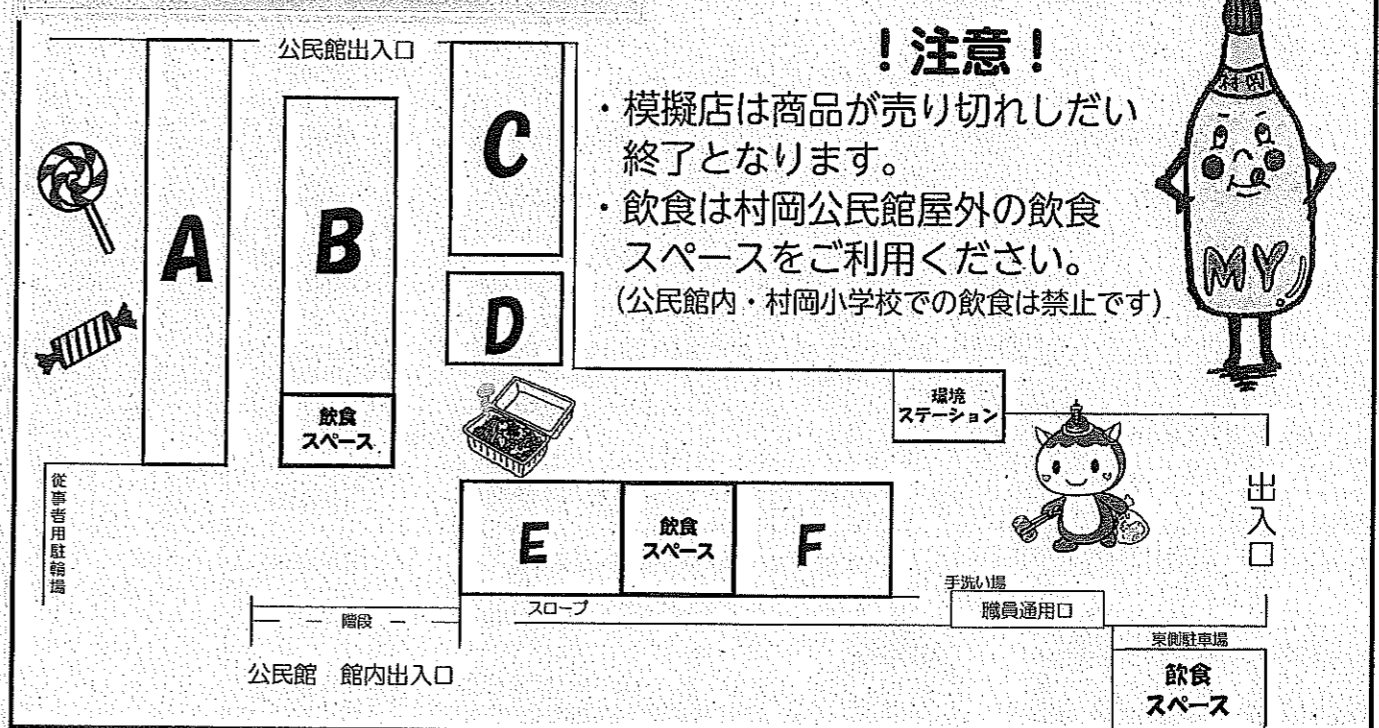 公民館出入口
！注意！
・模擬店は商品が売り切れしだい
終了となります。
・飲食は村岡公民館屋外の飲食
スペースをご利用ください。
（公民館内・村岡小学校での飲食は禁止です）
村岡
MY
A
B
C
D
飲食
スペース
環境
ステーション
従事者用駐輪場
E
飲食
スペース
F
出入口
手洗い場
職員通用口
スロープ
階段
公民館　館内出入口
東側駐車場
飲食
スペース